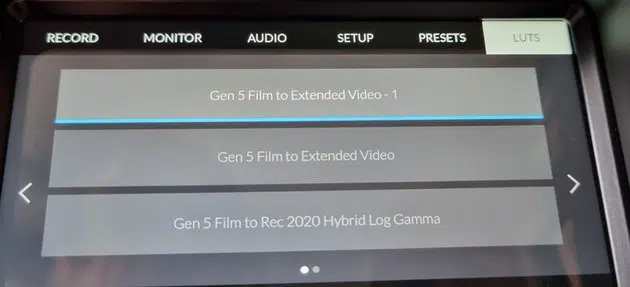 RECORD MONITOR AUDIO SETUP PRESETS LUTS
Gen 5 Film to Extended Video - 1
Gen 5 Film to Extended Video
Gen 5 Film to Rec 2020 Hybrid Log Gamma